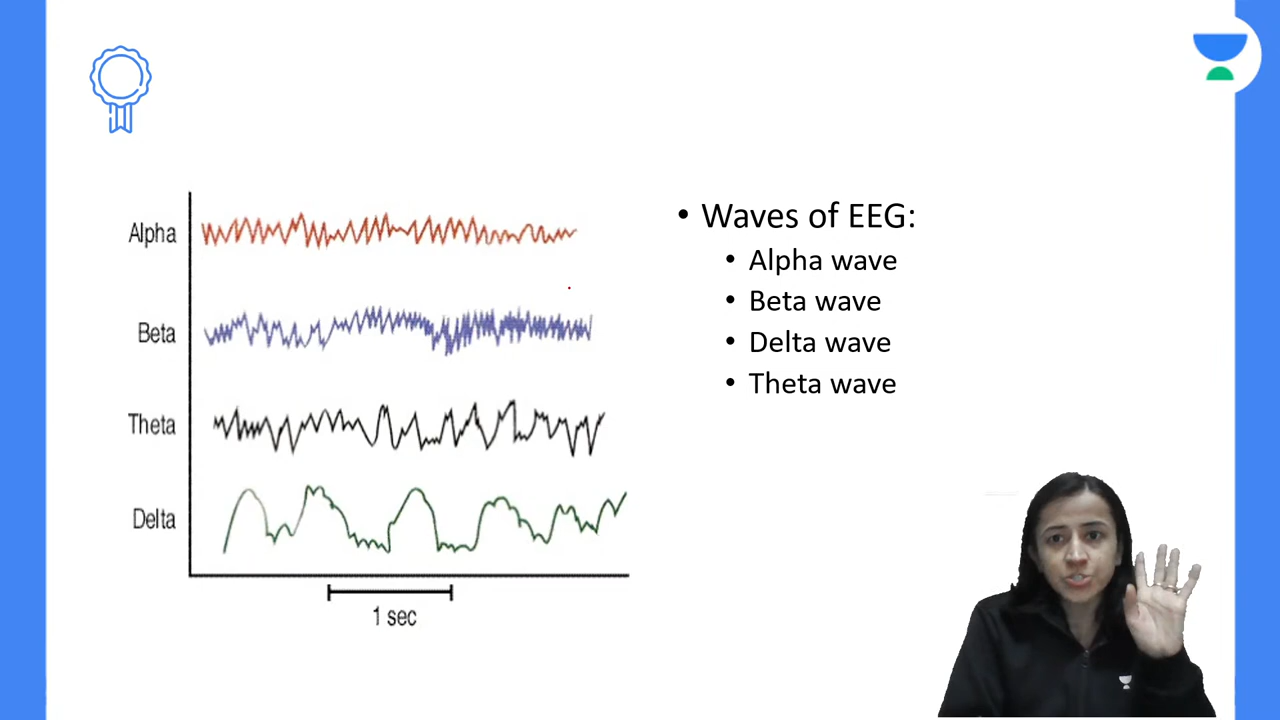 Alpha
Beta
Theta
Delta
1 sec
• Waves of EEG:
• Alpha wave
• Beta wave
• Delta wave
• Theta wave